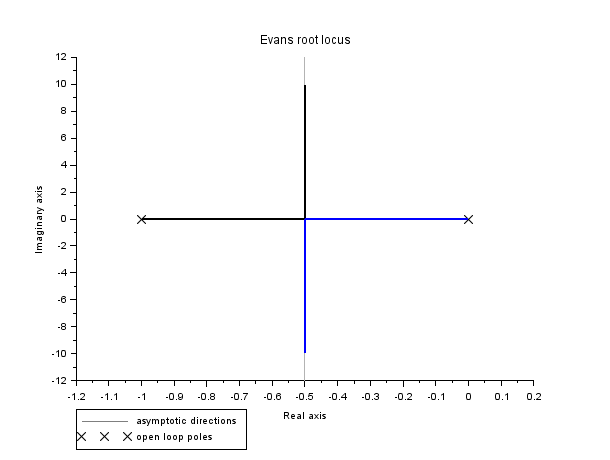 Evans root locus
12
10
8
6
4
2
0
-2
-4
-6
-8
-10
-12
Imaginary axis
-1.2 -1.1 -1 -0.9 -0.8 -0.7 -0.6 -0.5 -0.4 -0.3 -0.2 -0.1 0 0.1 0.2
Real axis
asymptotic directions
open loop poles